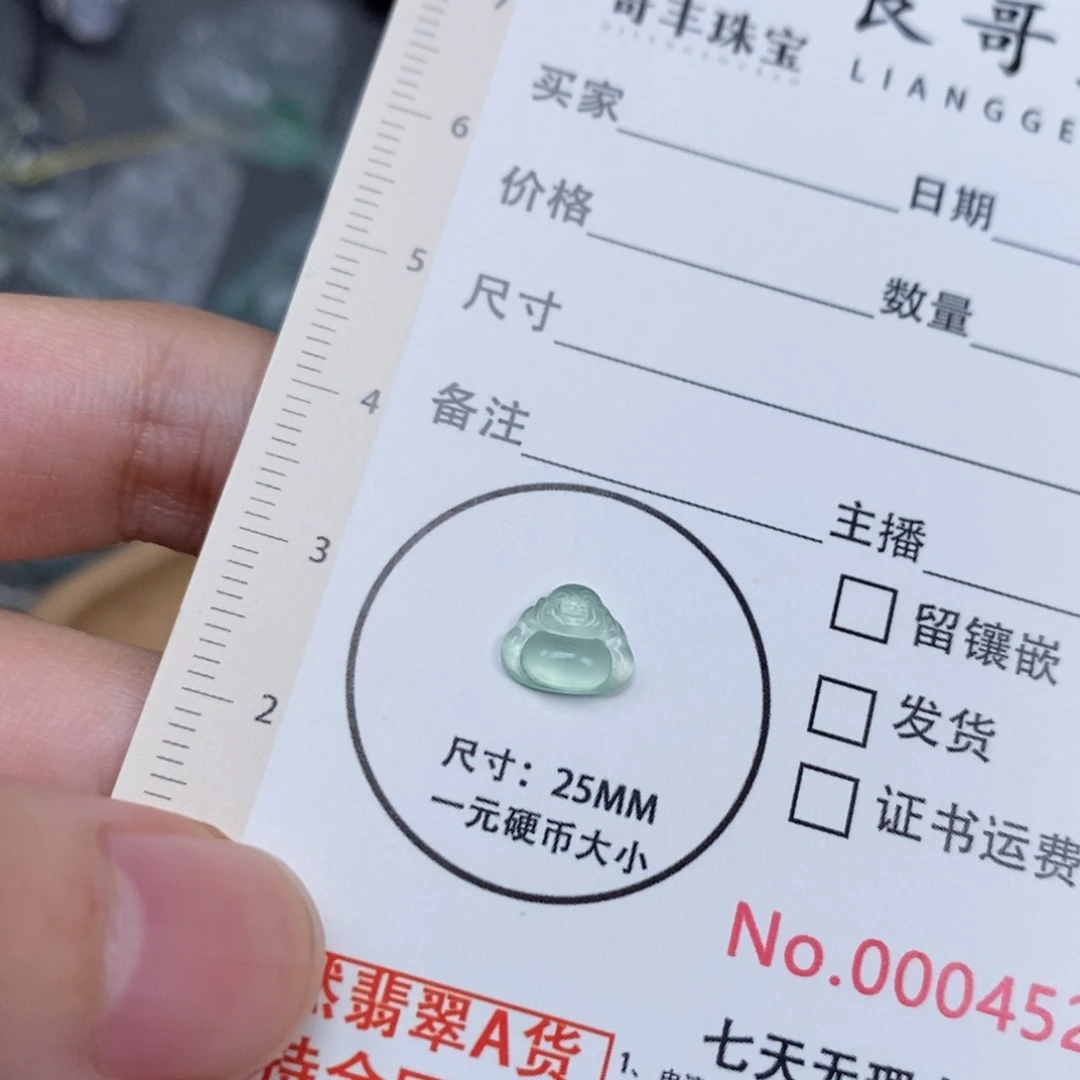 丰珠宝
良哥
LIANGGE
买家
日期
价格
数量
尺寸
备注
主播
留镶嵌
发货
证书运费
尺寸：25MM
一元硬币大小
No.000452
翡翠A货
七天无理
1、
6
5
4
3
2